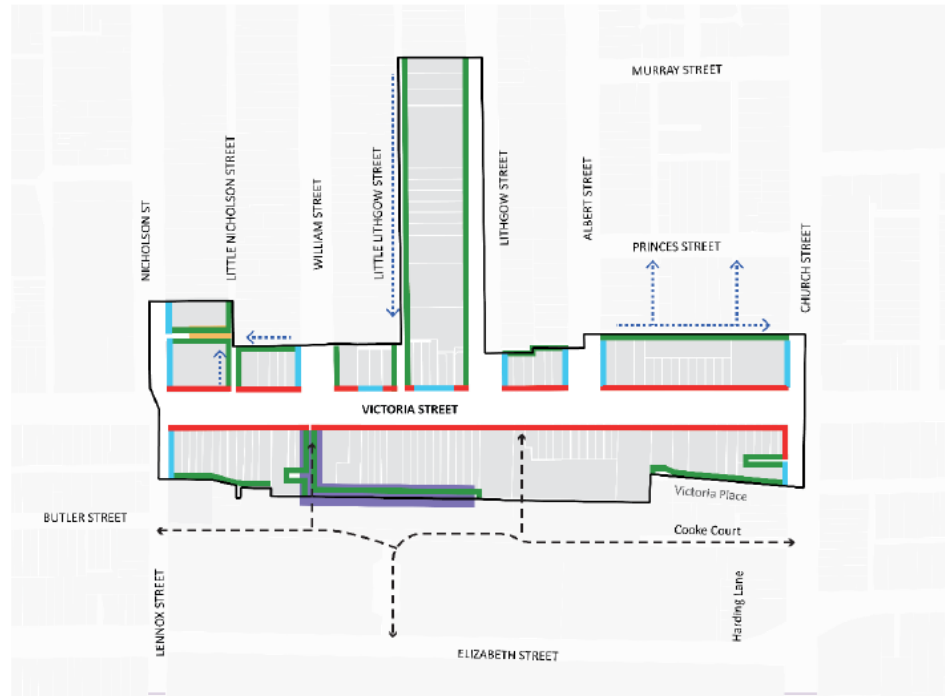 MURRAY STREET
NICHOLSON ST
LITTLE NICHOLSON STREET
WILLIAM STREET
LITTLE LITHGOW STREET
LITHGOW STREET
ALBERT STREET
PRINCES STREET
CHURCH STREET
VICTORIA STREET
Victoria Place
BUTLER STREET
Cooke Court
LENNOX STREET
Harding Lane
ELIZABETH STREET